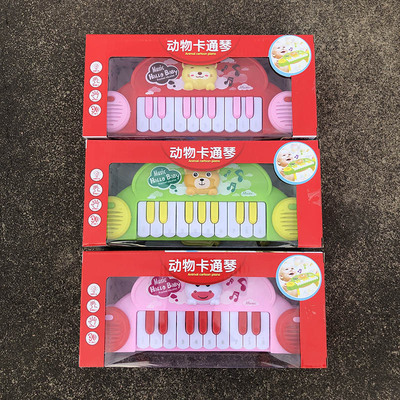 动物卡通琴
Animal cartoon piano
Music
Hello Baby
动物卡通琴
Animal cartoon piano
Music
Hello Baby
动物卡通琴
Animal cartoon piano
Music
Hello Baby